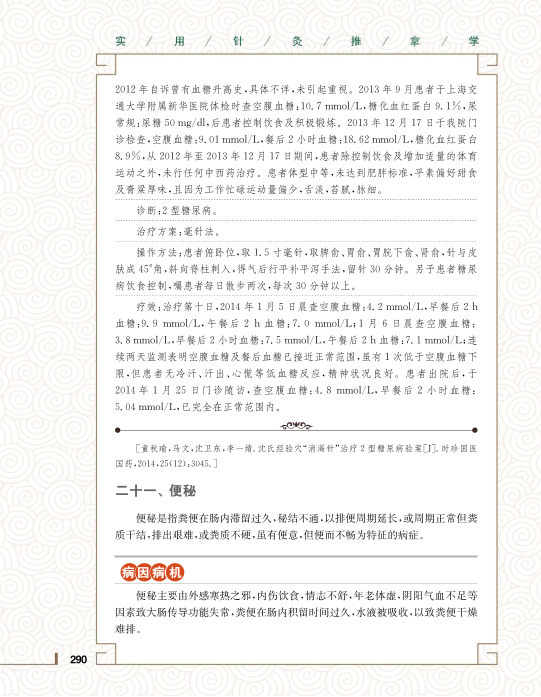 实 / 用 / 针 / 灸 / 推 / 拿 / 学
2012 年自诉曾有血糖升高史,具体不详,未引起重视。2013 年 9 月患者于上海交
通大学附属新华医院体检时查空腹血糖:10.7 mmol/L,糖化血红蛋白 9.1%,尿
常规:尿糖 50 mg/dl,后患者控制饮食及积极锻炼。2013 年 12 月 17 日于我院门
诊检查,空腹血糖:9.01 mmol/L,餐后 2 小时血糖:18.62 mmol/L,糖化血红蛋白
8.9%,从 2012 年至 2013 年 12 月 17 日期间,患者除控制饮食及增加适量的体育
运动之外,未行任何中西药治疗。患者体型中等,未达到肥胖标准,平素偏好甜食
及膏粱厚味,且因为工作忙碌运动量偏少,舌淡,苔腻,脉细。
诊断:2 型糖尿病。
治疗方案:毫针法。
操作方法:患者俯卧位,取 1.5 寸毫针,取脾俞、胃俞、胃脘下俞、肾俞,针与皮
肤成 45°角,斜向脊柱刺入,得气后行平补平泻手法,留针 30 分钟。另予患者糖尿
病饮食控制,嘱患者每日散步两次,每次 30 分钟以上。
疗效:治疗第十日,2014 年 1 月 5 日晨查空腹血糖:4.2 mmol/L,早餐后 2 h
血糖:9.9 mmol/L,午餐后 2 h 血糖:7.0 mmol/L;1 月 6 日晨查空腹血糖:
3.8 mmol/L,早餐后 2 小时血糖:7.5 mmol/L,午餐后 2 h 血糖:7.1 mmol/L;连
续两天监测表明空腹血糖及餐后血糖已接近正常范围,虽有 1 次低于空腹血糖下
限,但患者无冷汗、汗出、心慌等低血糖反应,精神状况良好。患者出院后,于
2014 年 1 月 25 日门诊随访,查空腹血糖:4.8 mmol/L,早餐后 2 小时血糖:
5.04 mmol/L,已完全在正常范围内。
[童秋瑜,马文,沈卫东,李一婧.沈氏经验穴“消渴针”治疗 2 型糖尿病验案[J].时珍国医
国药,2014,25(12):3045.]
二十一、便秘
便秘是指粪便在肠内滞留过久,秘结不通,以排便周期延长,或周期正常但粪
质干结,排出艰难,或粪质不硬,虽有便意,但便而不畅为特征的病症。
病因病机
便秘主要由外感寒热之邪,内伤饮食,情志不舒,年老体虚,阴阳气血不足等
因素致大肠传导功能失常,粪便在肠内积留时间过久,水液被吸收,以致粪便干燥
难排。
290